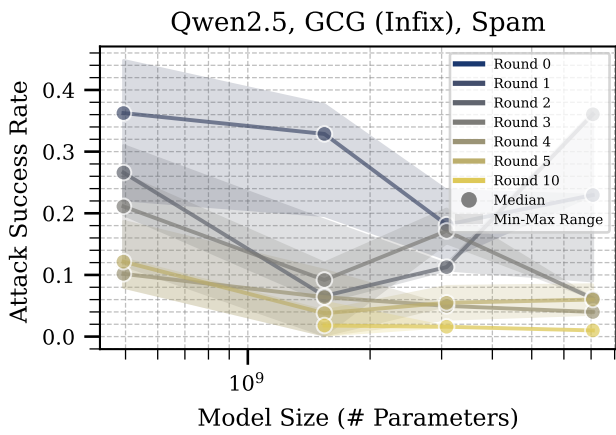 Qwen2.5, GCG (Infix), Spam
Attack Success Rate
0.4
0.3
0.2
0.1
0.0
Round 0
Round 1
Round 2
Round 3
Round 4
Round 5
Round 10
Median
Min-Max Range
10⁹
Model Size (# Parameters)